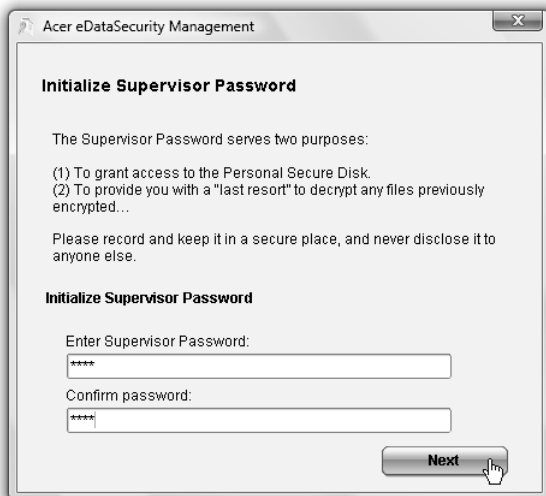 Acer eDataSecurity Management
Initialize Supervisor Password
The Supervisor Password serves two purposes:
(1) To grant access to the Personal Secure Disk.
(2) To provide you with a "last resort" to decrypt any files previously
encrypted...
Please record and keep it in a secure place, and never disclose it to
anyone else.
Initialize Supervisor Password
Enter Supervisor Password:
****
Confirm password:
****
Next